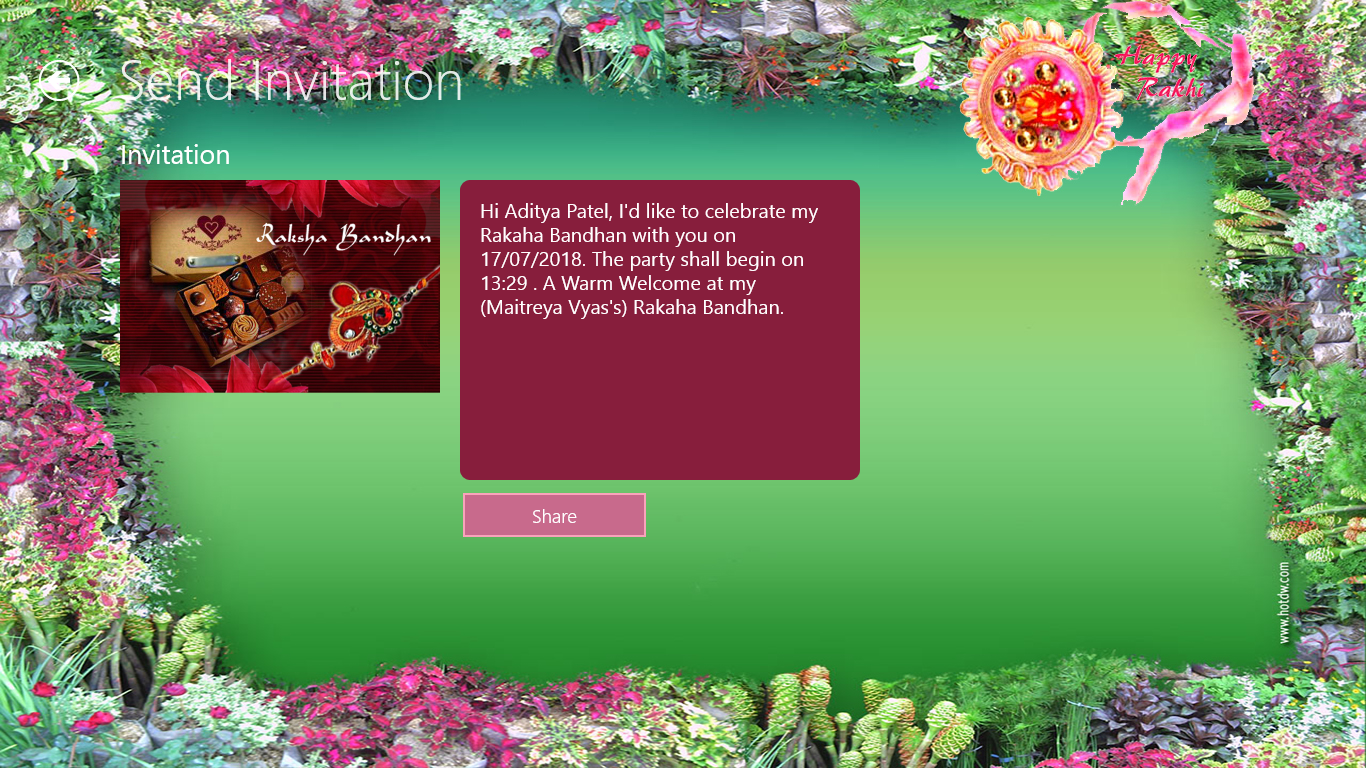 Send Invitation
Happy
Rakhi
Invitation
Raksha Bandhan
Hi Aditya Patel, I'd like to celebrate my
Rakaha Bandhan with you on
17/07/2018. The party shall begin on
13:29 . A Warm Welcome at my
(Maitreya Vyas's) Rakaha Bandhan.
Share
www.hotdw.com